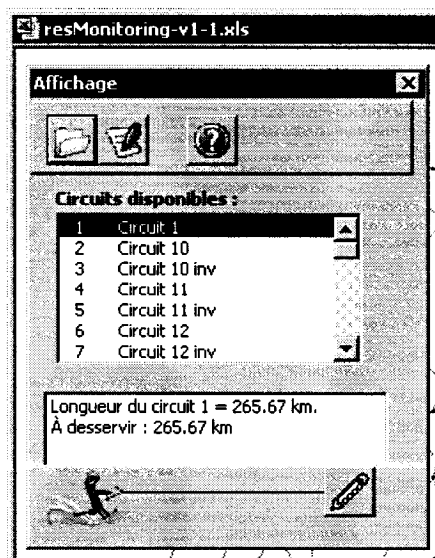 resMonitoring-v1-1.xls
Affichage
Circuits disponibles :
1 Circuit 1
2 Circuit 10
3 Circuit 10 inv
4 Circuit 11
5 Circuit 11 inv
6 Circuit 12
7 Circuit 12 inv
Longueur du circuit 1 = 265.67 km.
À desservir : 265.67 km